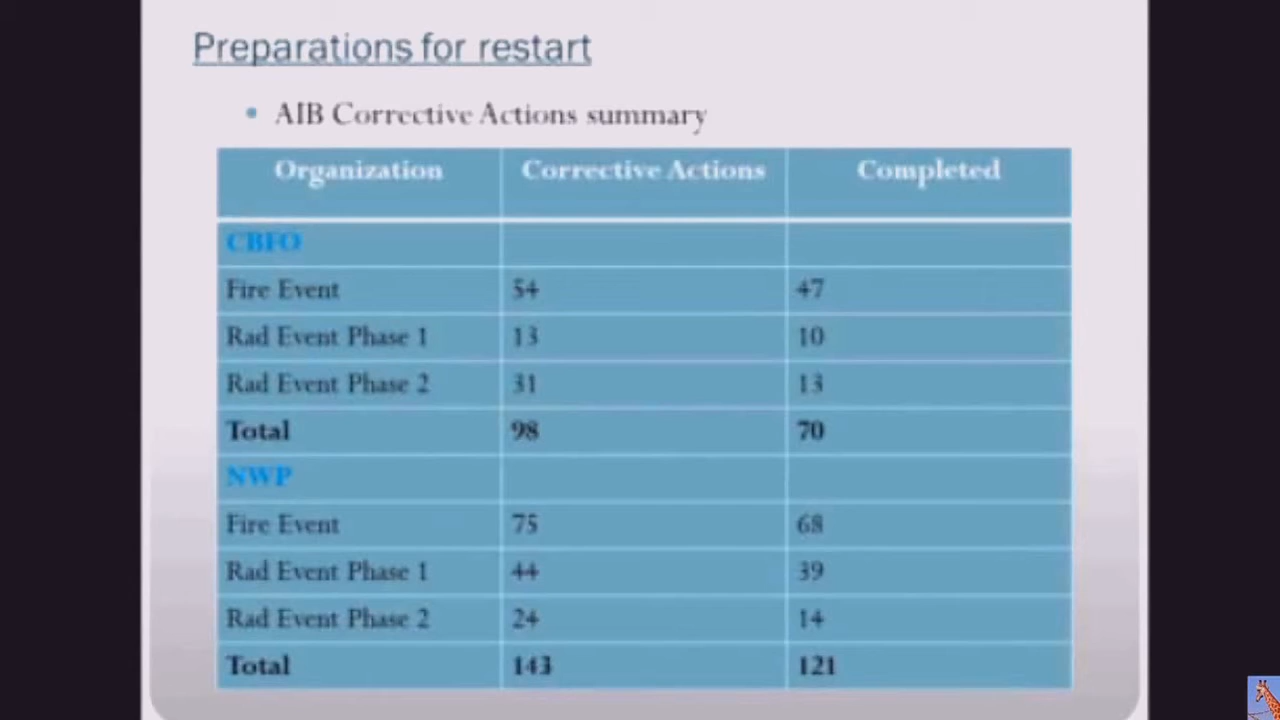 Preparations for restart
• AIB Corrective Actions summary
Organization Corrective Actions Completed
CBFO
Fire Event 54 47
Rad Event Phase 1 13 10
Rad Event Phase 2 31 13
Total 98 70
NWP
Fire Event 75 68
Rad Event Phase 1 44 39
Rad Event Phase 2 24 14
Total 143 121